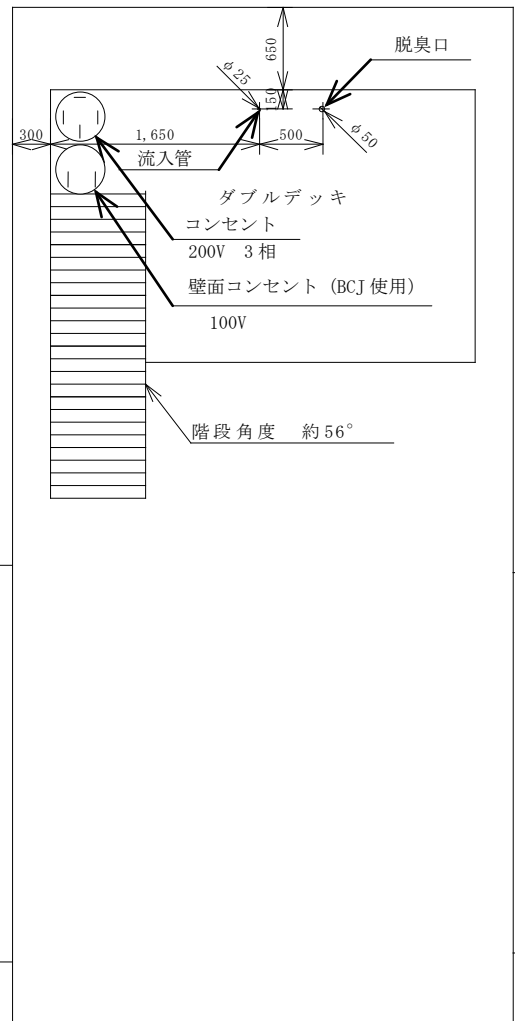 650
脱臭口
φ25
150
φ50
300
1,650
500
流入管
ダブルデッキ
コンセント
200V 3相
壁面コンセント（BCJ使用）
100V
階段角度 約56°